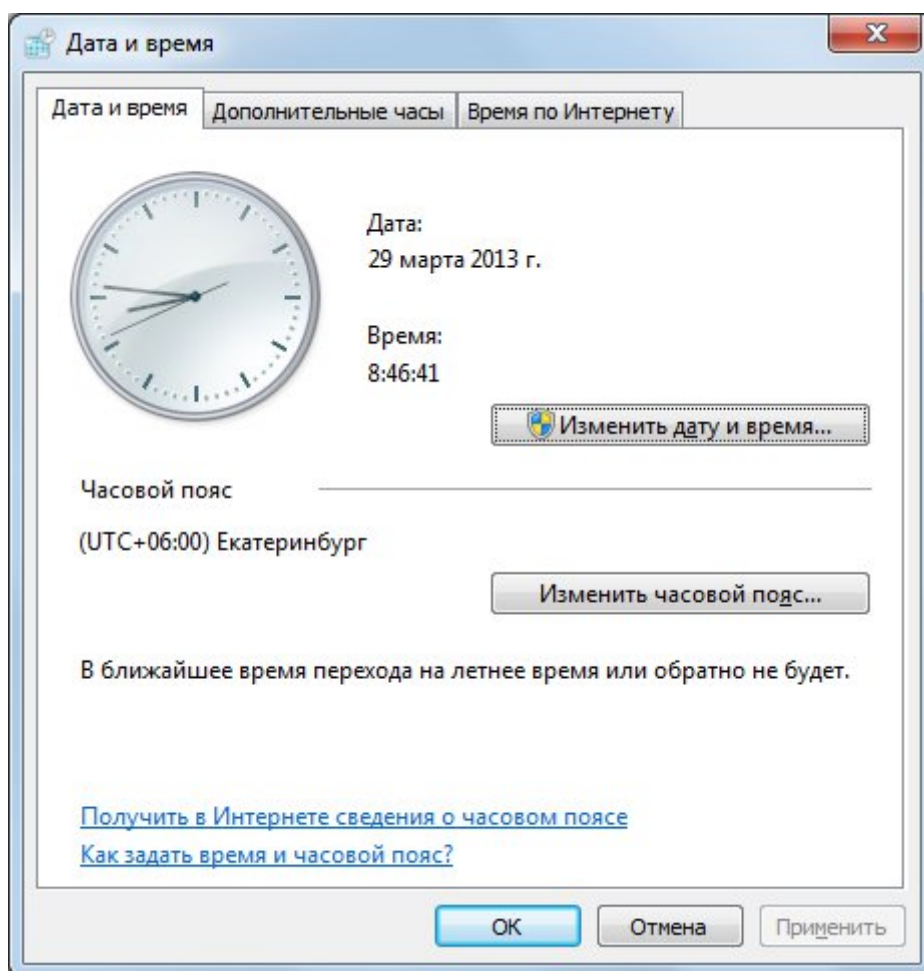 Дата и время
Дата и время Дополнительные часы Время по Интернету
Дата:
29 марта 2013 г.
Время:
8:46:41
Изменить дату и время...
Часовой пояс
(UTC+06:00) Екатеринбург
Изменить часовой пояс...
В ближайшее время перехода на летнее время или обратно не будет.
Получить в Интернете сведения о часовом поясе
Как задать время и часовой пояс?
ОК Отмена Применить